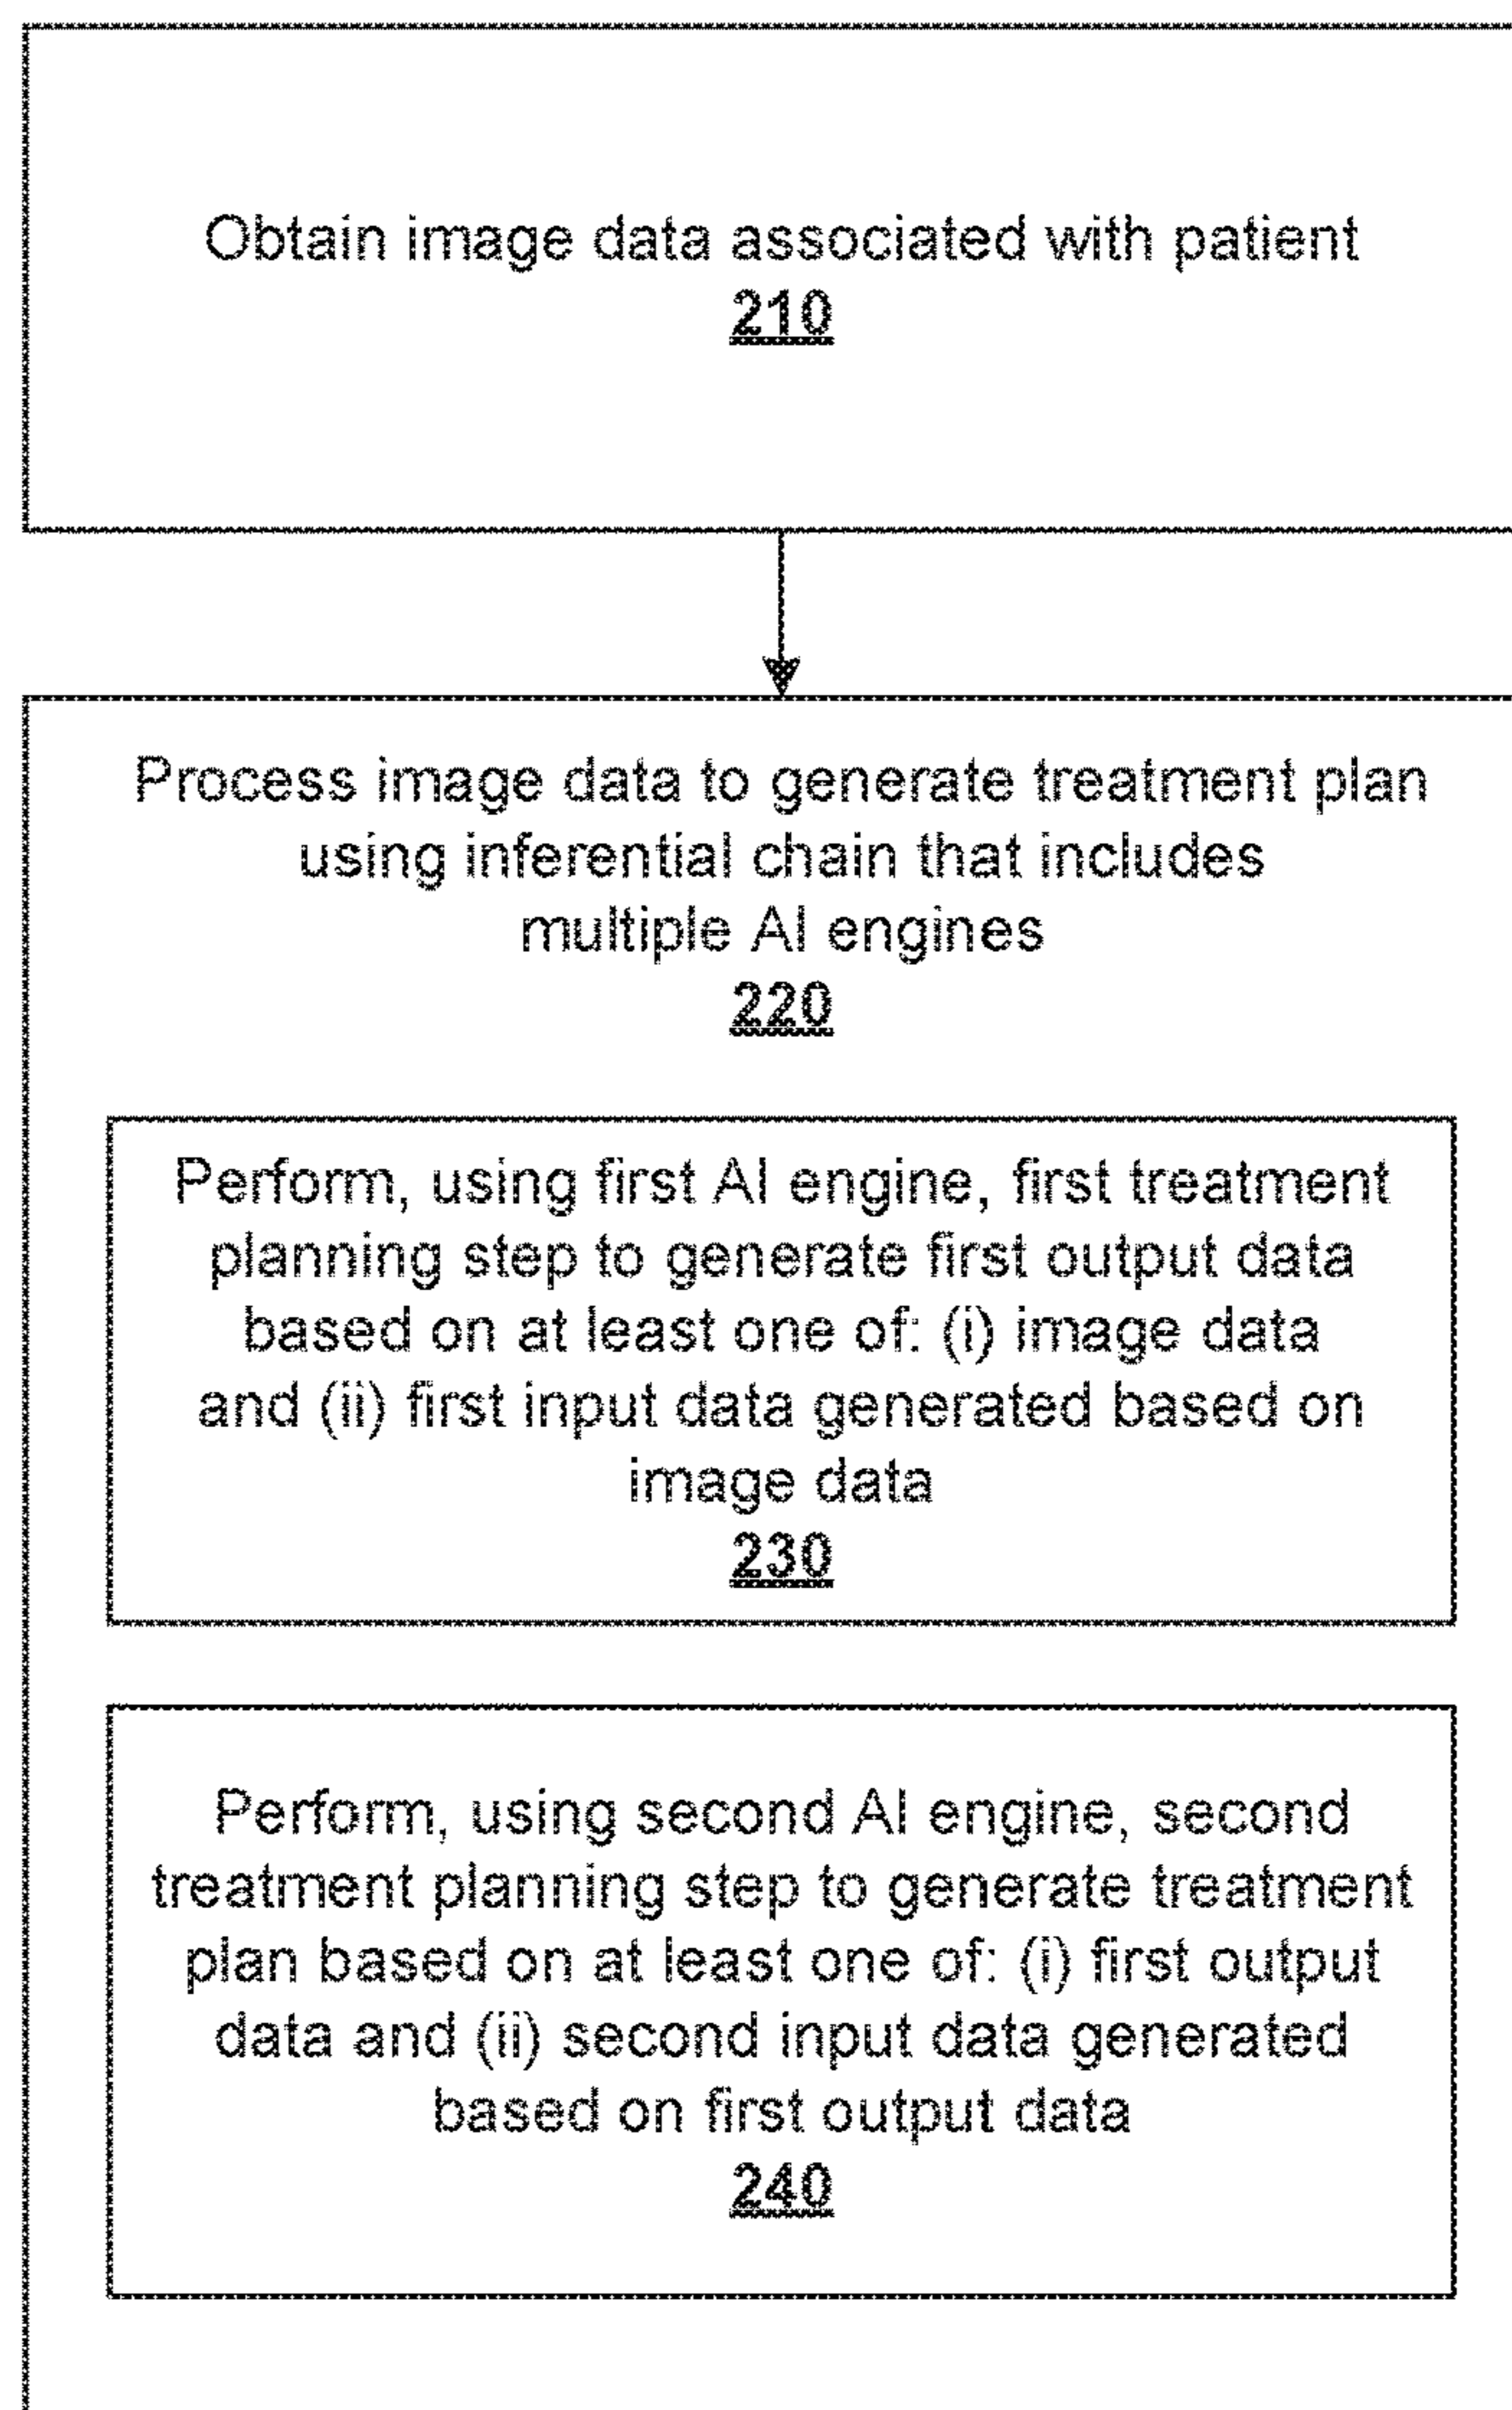 Obtain image data associated with patient
210
Process image data to generate treatment plan
using inferential chain that includes
multiple AI engines
220
Perform, using first AI engine, first treatment
planning step to generate first output data
based on at least one of: (i) image data
and (ii) first input data generated based on
image data
230
Perform, using second AI engine, second
treatment planning step to generate treatment
plan based on at least one of: (i) first output
data and (ii) second input data generated
based on first output data
240